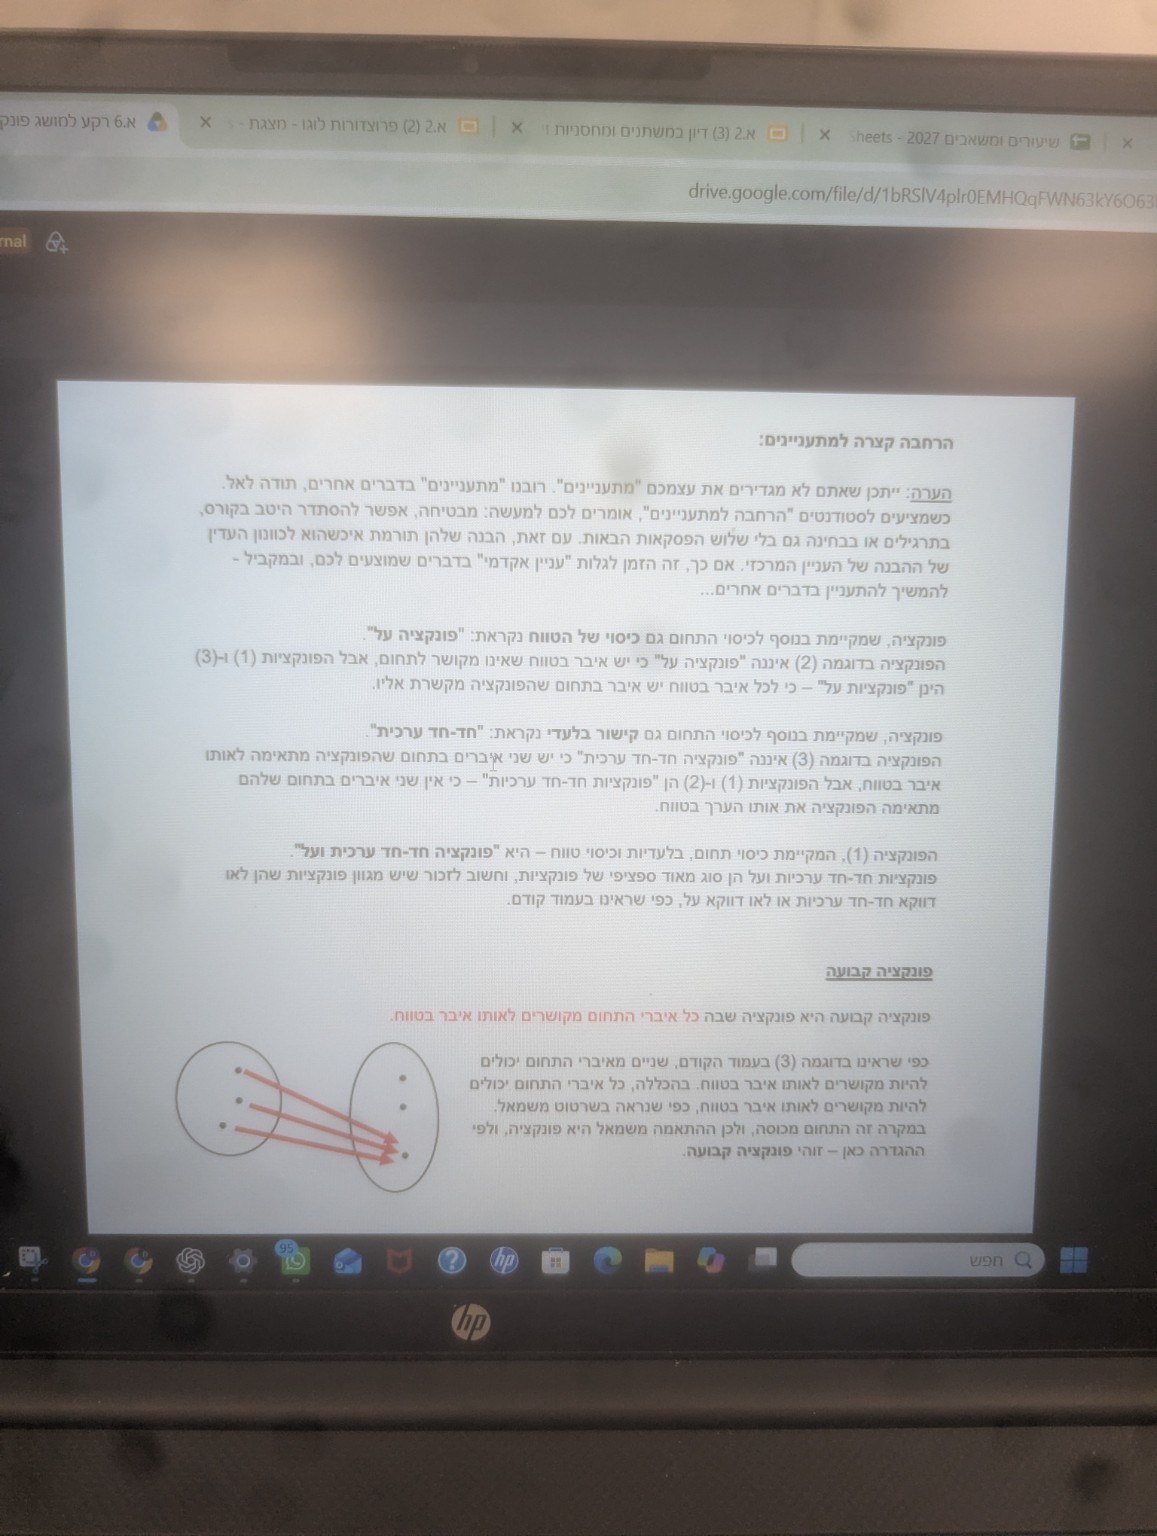 א.6 רקע למושג פונק
א.2 (2) פרוצדורות לוגו - מצגת -
א.2 (3) דיון במשתנים ומחסניות
שיעורים ומשאבים 2027 - Sheets
drive.google.com/file/d/1bRSlV4plr0EMHQqFWN63kY6O63
rnal
הרחבה קצרה למתעניינים:
הערה: ייתכן שאתם לא מגדירים את עצמכם "מתעניינים". רובנו "מתעניינים" בדברים אחרים, תודה לאל.
כשמציעים לסטודנטים "הרחבה למתעניינים", אומרים לכם למעשה: מבטיחה, אפשר להסתדר היטב בקורס,
בתרגילים או בבחינה גם בלי שלוש הפסקאות הבאות. עם זאת, הבנה שלהן תורמת איכשהוא לכוונון העדין
של ההבנה של העניין המרכזי. אם כך, זה הזמן לגלות "עניין אקדמי" בדברים שמוצעים לכם, ובמקביל -
להמשיך להתעניין בדברים אחרים...
פונקציה, שמקיימת בנוסף לכיסוי התחום גם כיסוי של הטווח נקראת: "פונקציה על".
הפונקציה בדוגמה (2) איננה "פונקציה על" כי יש איבר בטווח שאינו מקושר לתחום, אבל הפונקציות (1) ו-(3)
הינן "פונקציות על" – כי לכל איבר בטווח יש איבר בתחום שהפונקציה מקשרת אליו.
פונקציה, שמקיימת בנוסף לכיסוי התחום גם קישור בלעדי נקראת: "חד-חד ערכית".
הפונקציה בדוגמה (3) איננה "פונקציה חד-חד ערכית" כי יש שני איברים בתחום שהפונקציה מתאימה לאותו
איבר בטווח, אבל הפונקציות (1) ו-(2) הן "פונקציות חד-חד ערכיות" – כי אין שני איברים בתחום שלהם
מתאימה הפונקציה את אותו הערך בטווח.
הפונקציה (1), המקיימת כיסוי תחום, בלעדיות וכיסוי טווח – היא "פונקציה חד-חד ערכית ועל".
פונקציות חד-חד ערכיות ועל הן סוג מאוד ספציפי של פונקציות, וחשוב לזכור שיש מגוון פונקציות שהן לאו
דווקא חד-חד ערכיות או לאו דווקא על, כפי שראינו בעמוד קודם.
פונקציה קבועה
פונקציה קבועה היא פונקציה שבה כל איברי התחום מקושרים לאותו איבר בטווח.
כפי שראינו בדוגמה (3) בעמוד הקודם, שניים מאיברי התחום יכולים
להיות מקושרים לאותו איבר בטווח. בהכללה, כל איברי התחום יכולים
להיות מקושרים לאותו איבר בטווח, כפי שנראה בשרטוט משמאל.
במקרה זה התחום מכוסה, ולכן ההתאמה משמאל היא פונקציה, ולפי
ההגדרה כאן – זוהי פונקציה קבועה.
95
hp
חפש
hp